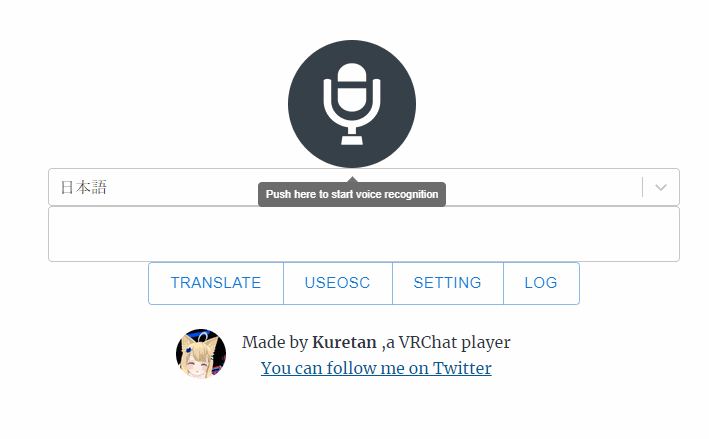 日本語
Push here to start voice recognition
TRANSLATE USEOSC SETTING LOG
Made by Kuretan ,a VRChat player
You can follow me on Twitter